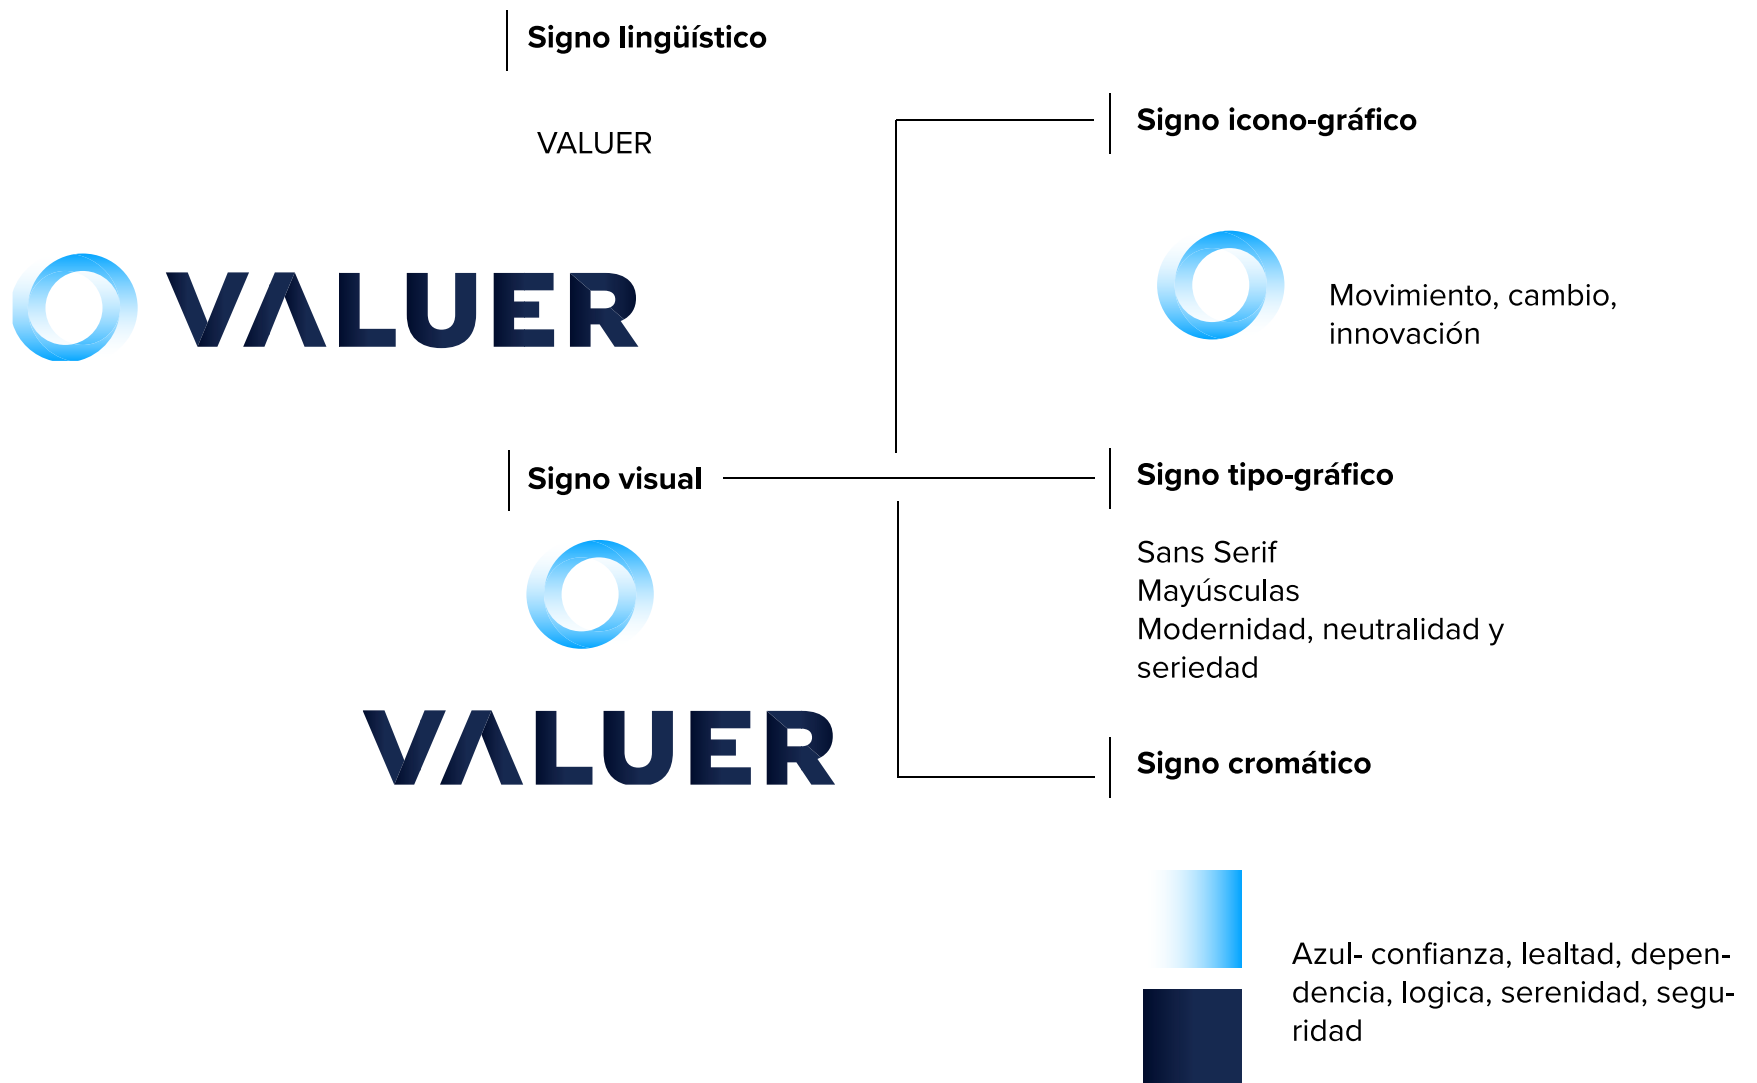 Signo lingüístico
VALUER
VALUER
Signo visual
VALUER
Signo icono-gráfico
Movimiento, cambio,
innovación
Signo tipo-gráfico
Sans Serif
Mayúsculas
Modernidad, neutralidad y
seriedad
Signo cromático
Azul- confianza, lealtad, depen-
dencia, logica, serenidad, segu-
ridad